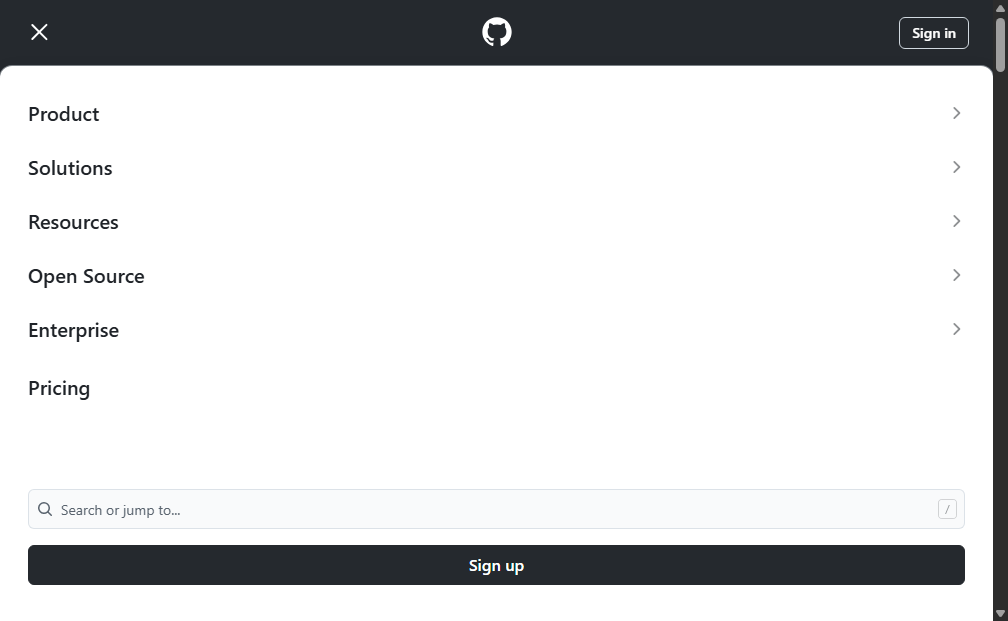 Sign in
Product
Solutions
Resources
Open Source
Enterprise
Pricing
Search or jump to... /
Sign up